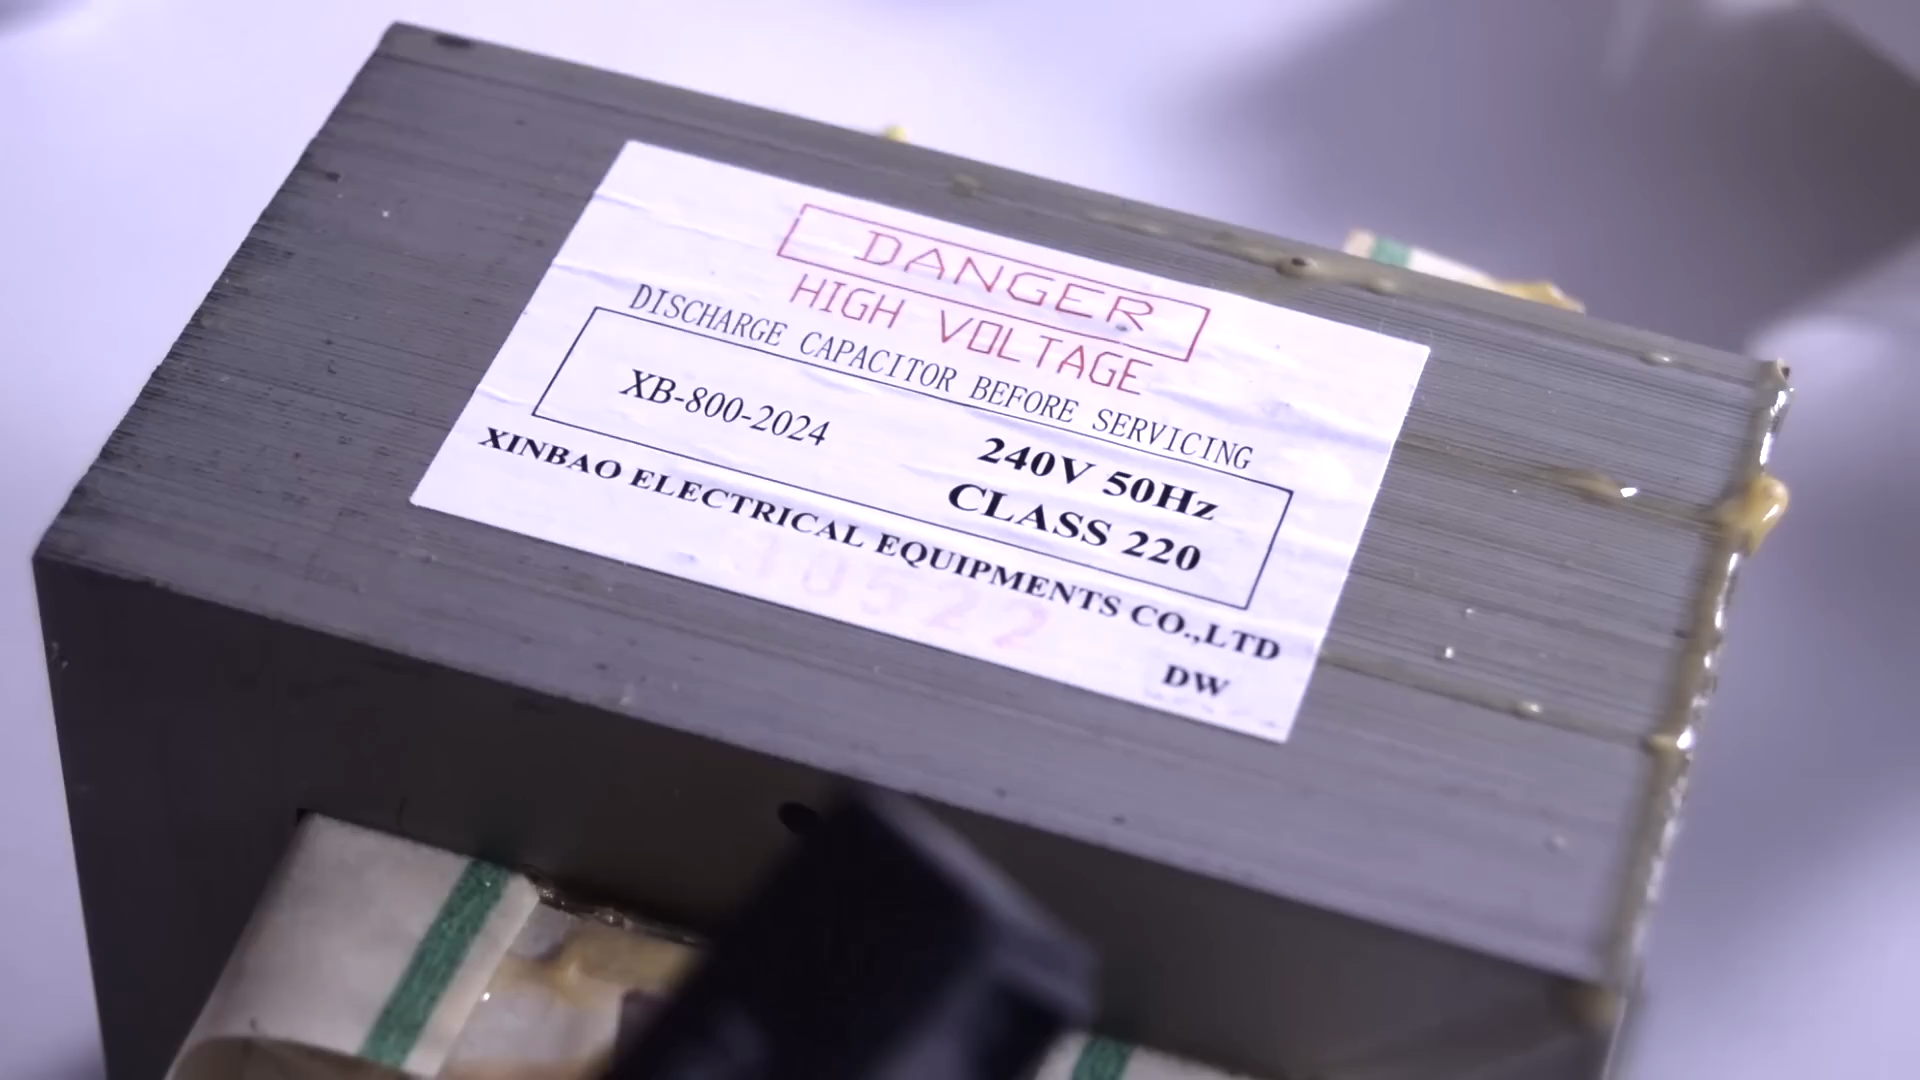 DANGER
HIGH VOLTAGE
DISCHARGE CAPACITOR BEFORE SERVICING
XB-800-2024
240V 50Hz
CLASS 220
XINBAO ELECTRICAL EQUIPMENTS CO.,LTD
DW